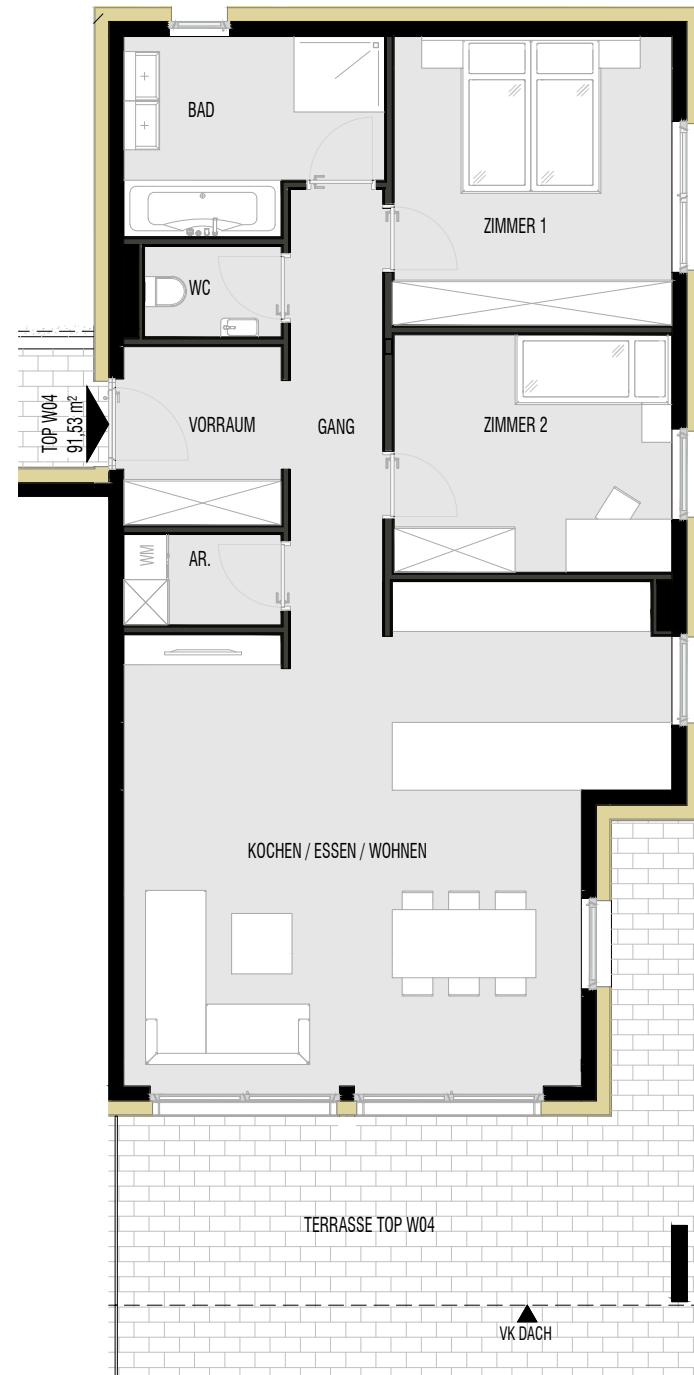 BAD
ZIMMER 1
WC
TOP W04
91,53 m²
VORRAUM
GANG
ZIMMER 2
WM
AR.
KOCHEN / ESSEN / WOHNEN
TERRASSE TOP W04
VK DACH